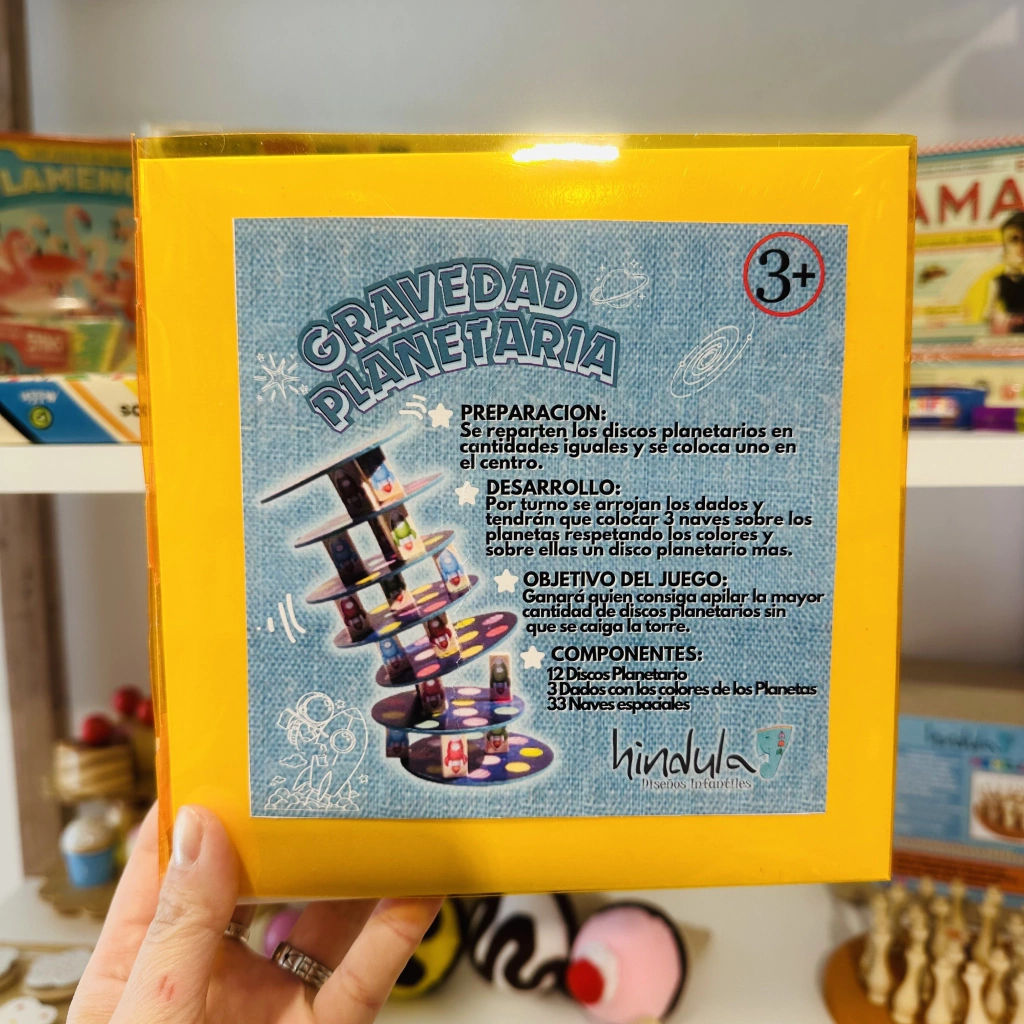 3+
GRAVEDAD
PLANETARIA
PREPARACION:
Se reparten los discos planetarios en
cantidades iguales y se coloca uno en
el centro.
DESARROLLO:
Por turno se arrojan los dados y
tendrán que colocar 3 naves sobre los
planetas respetando los colores y
sobre ellas un disco planetario mas.
OBJETIVO DEL JUEGO:
Ganará quien consiga apilar la mayor
cantidad de discos planetarios sin
que se caiga la torre.
COMPONENTES:
12 Discos Planetario
3 Dados con los colores de los Planetas
33 Naves espaciales
hindula
Diseños Infantiles
hindula